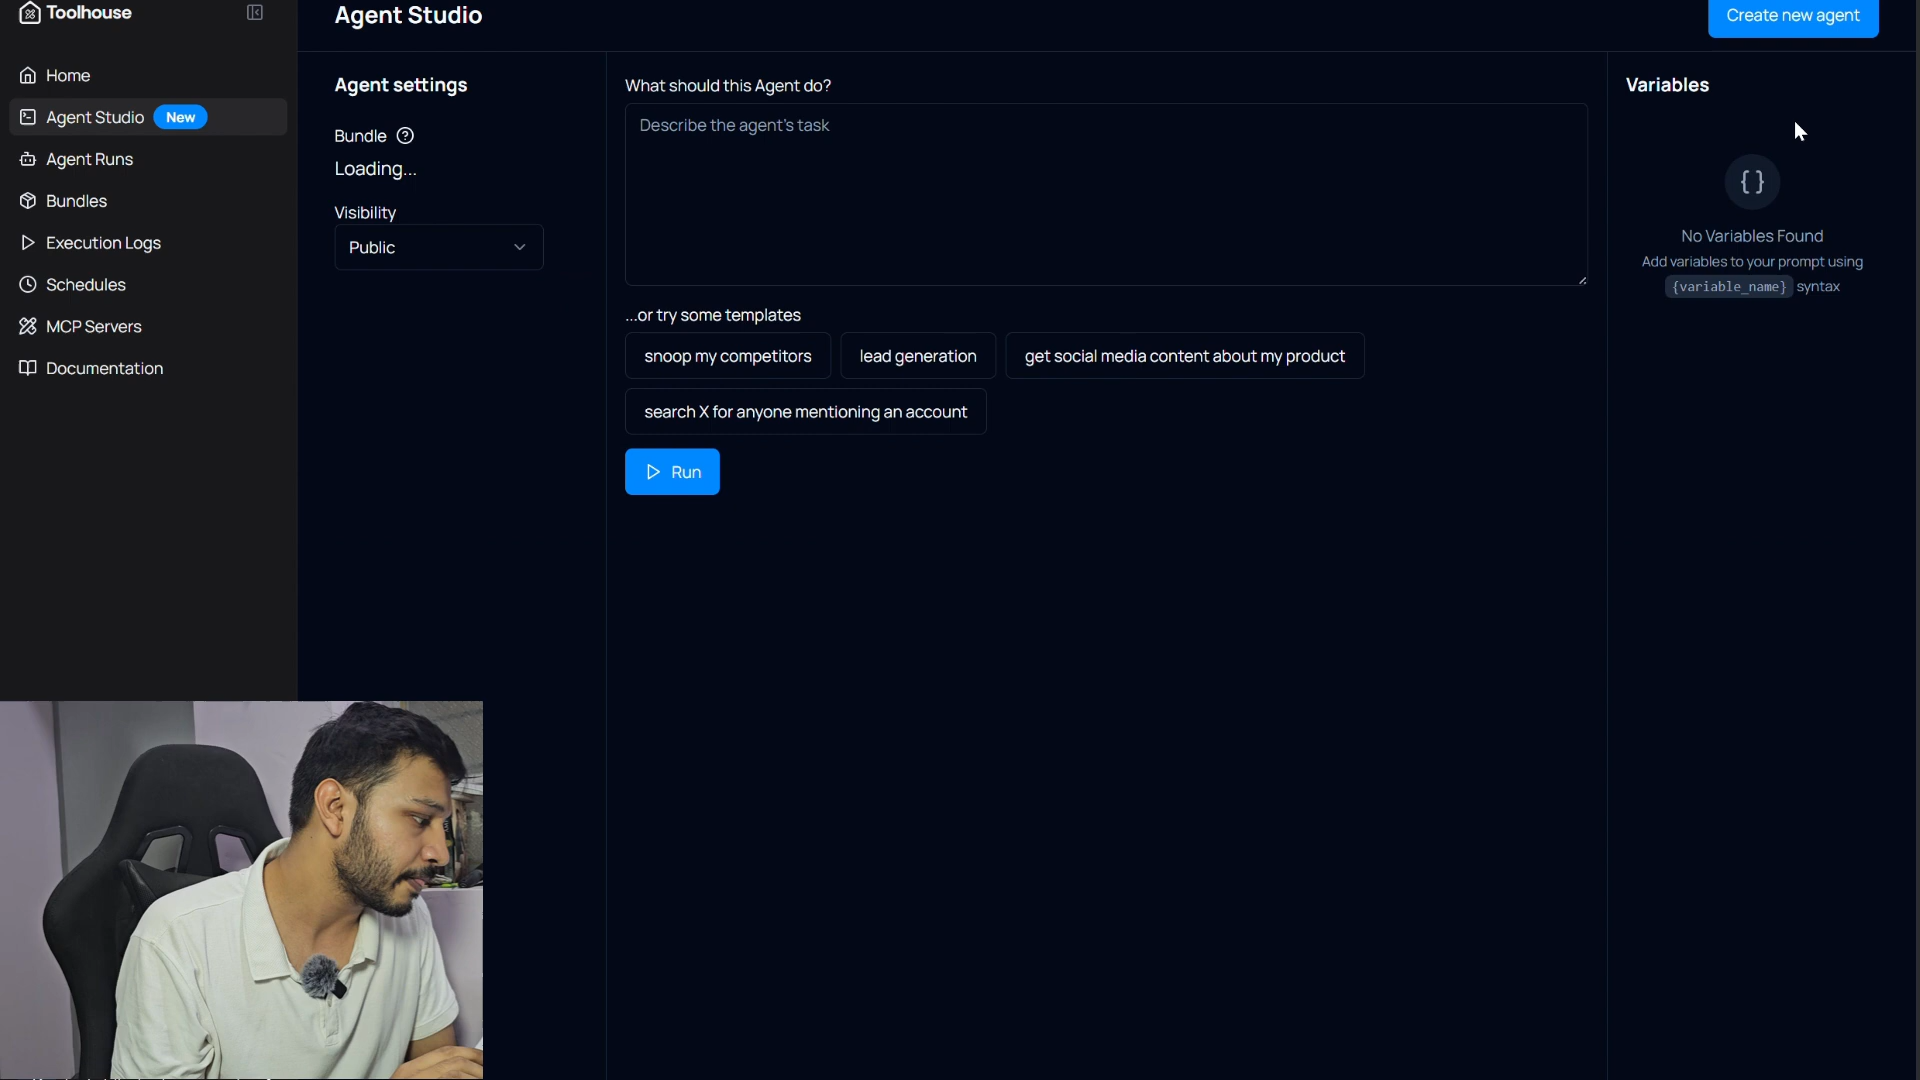 Toolhouse
Home
Agent Studio New
Agent Runs
Bundles
Execution Logs
Schedules
MCP Servers
Documentation
Agent Studio
Create new agent
Agent settings
Bundle
Loading...
Visibility
Public
What should this Agent do?
Describe the agent's task
...or try some templates
snoop my competitors
lead generation
get social media content about my product
search X for anyone mentioning an account
Run
Variables
{ }
No Variables Found
Add variables to your prompt using
{variable_name} syntax